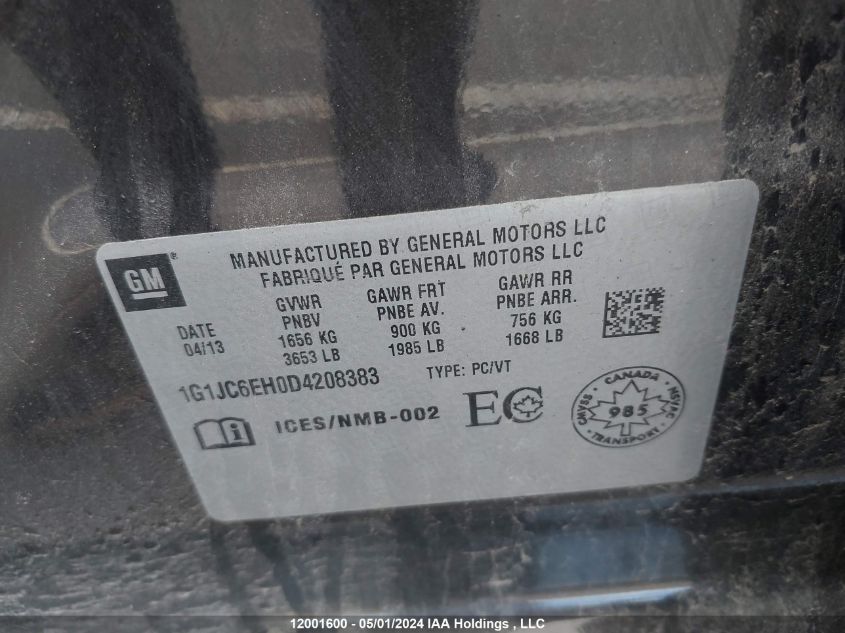 GM
MANUFACTURED BY GENERAL MOTORS LLC
FABRIQUÉ PAR GENERAL MOTORS LLC
DATE
04/13
GVWR
PNBV
1656 KG
3653 LB
GAWR FRT
PNBE AV.
900 KG
1985 LB
GAWR RR
PNBE ARR.
756 KG
1668 LB
1G1JC6EH0D4208383
TYPE: PC/VT
i ICES/NMB-002
EC
CANADA
CMVSS 985 NSVAC
TRANSPORT
12001600 - 05/01/2024 IAA Holdings , LLC